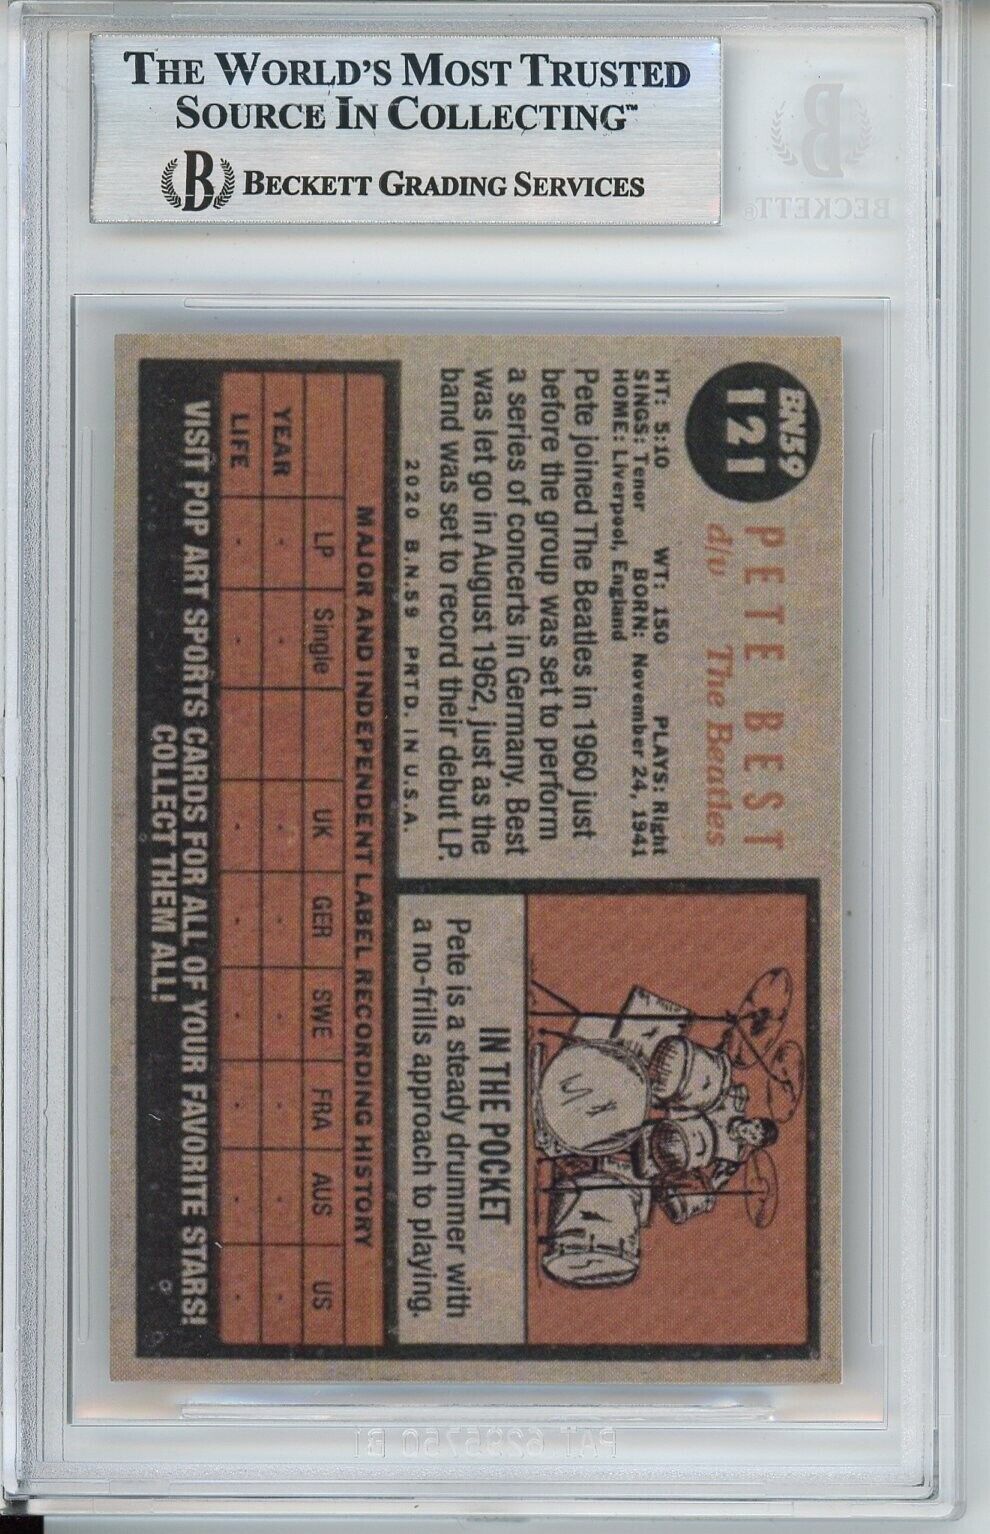 THE WORLD'S MOST TRUSTED
SOURCE IN COLLECTING™
B BECKETT GRADING SERVICES
B
BECKETT®
BN59
121
PETE BEST
d/v The Beatles
HT: 5:10 WT: 150 PLAYS: Right
SINGS: Tenor BORN: November 24, 1941
HOME: Liverpool, England
Pete joined The Beatles in 1960 just
before the group was set to perform
a series of concerts in Germany. Best
was let go in August 1962, just as the
band was set to record their debut LP.
2020 B.N.59 PRTD. IN U.S.A.
IN THE POCKET
Pete is a steady drummer with
a no-frills approach to playing.
MAJOR AND INDEPENDENT LABEL RECORDING HISTORY
LP Single UK GER SWE FRA AUS US
YEAR - - - - - - - -
LIFE - - - - - - - -
VISIT POP ART SPORTS CARDS FOR ALL OF YOUR FAVORITE STARS!
COLLECT THEM ALL!
PAT 6295750 B1